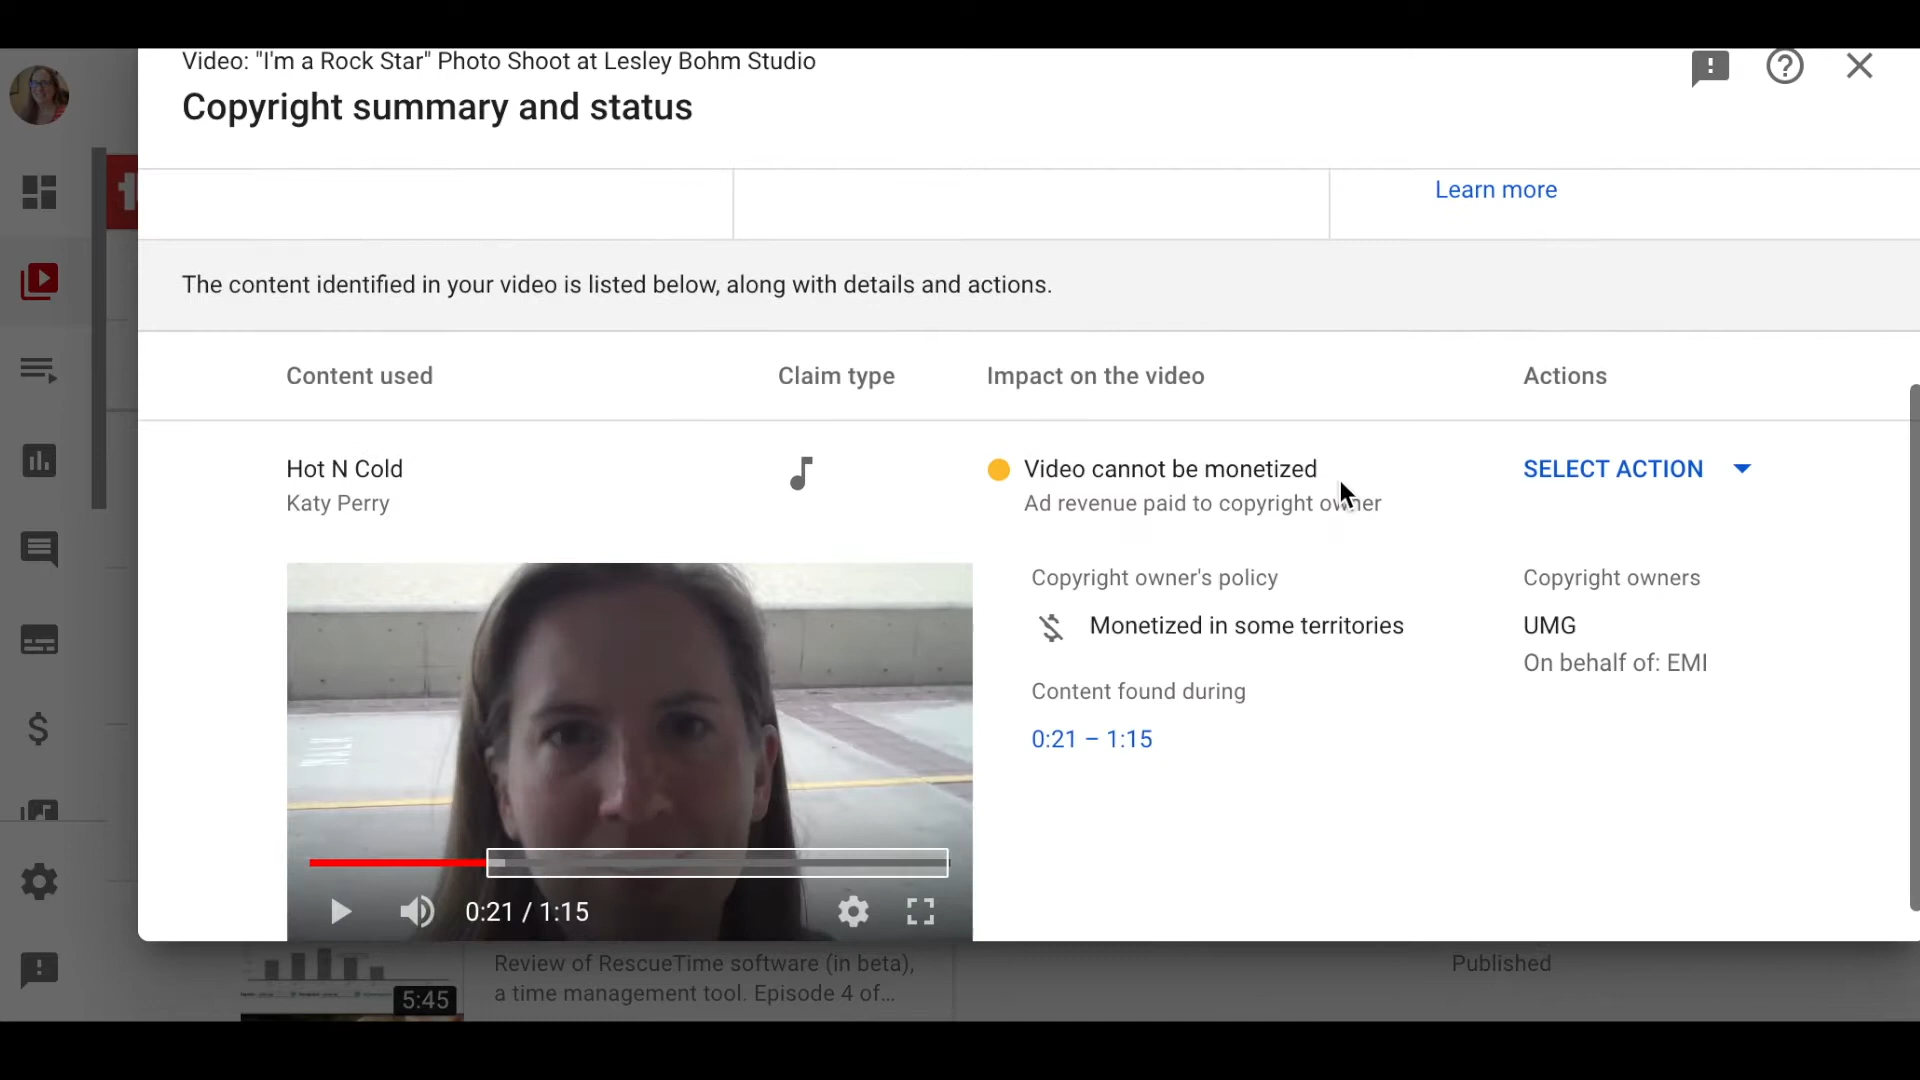 Video: "I'm a Rock Star" Photo Shoot at Lesley Bohm Studio
Copyright summary and status
Learn more
The content identified in your video is listed below, along with details and actions.
Content used Claim type Impact on the video Actions
Hot N Cold Video cannot be monetized SELECT ACTION
Katy Perry Ad revenue paid to copyright owner
Copyright owner's policy Copyright owners
Monetized in some territories UMG
On behalf of: EMI
Content found during
0:21 – 1:15
0:21 / 1:15
Review of RescueTime software (in beta), Published
5:45 a time management tool. Episode 4 of...